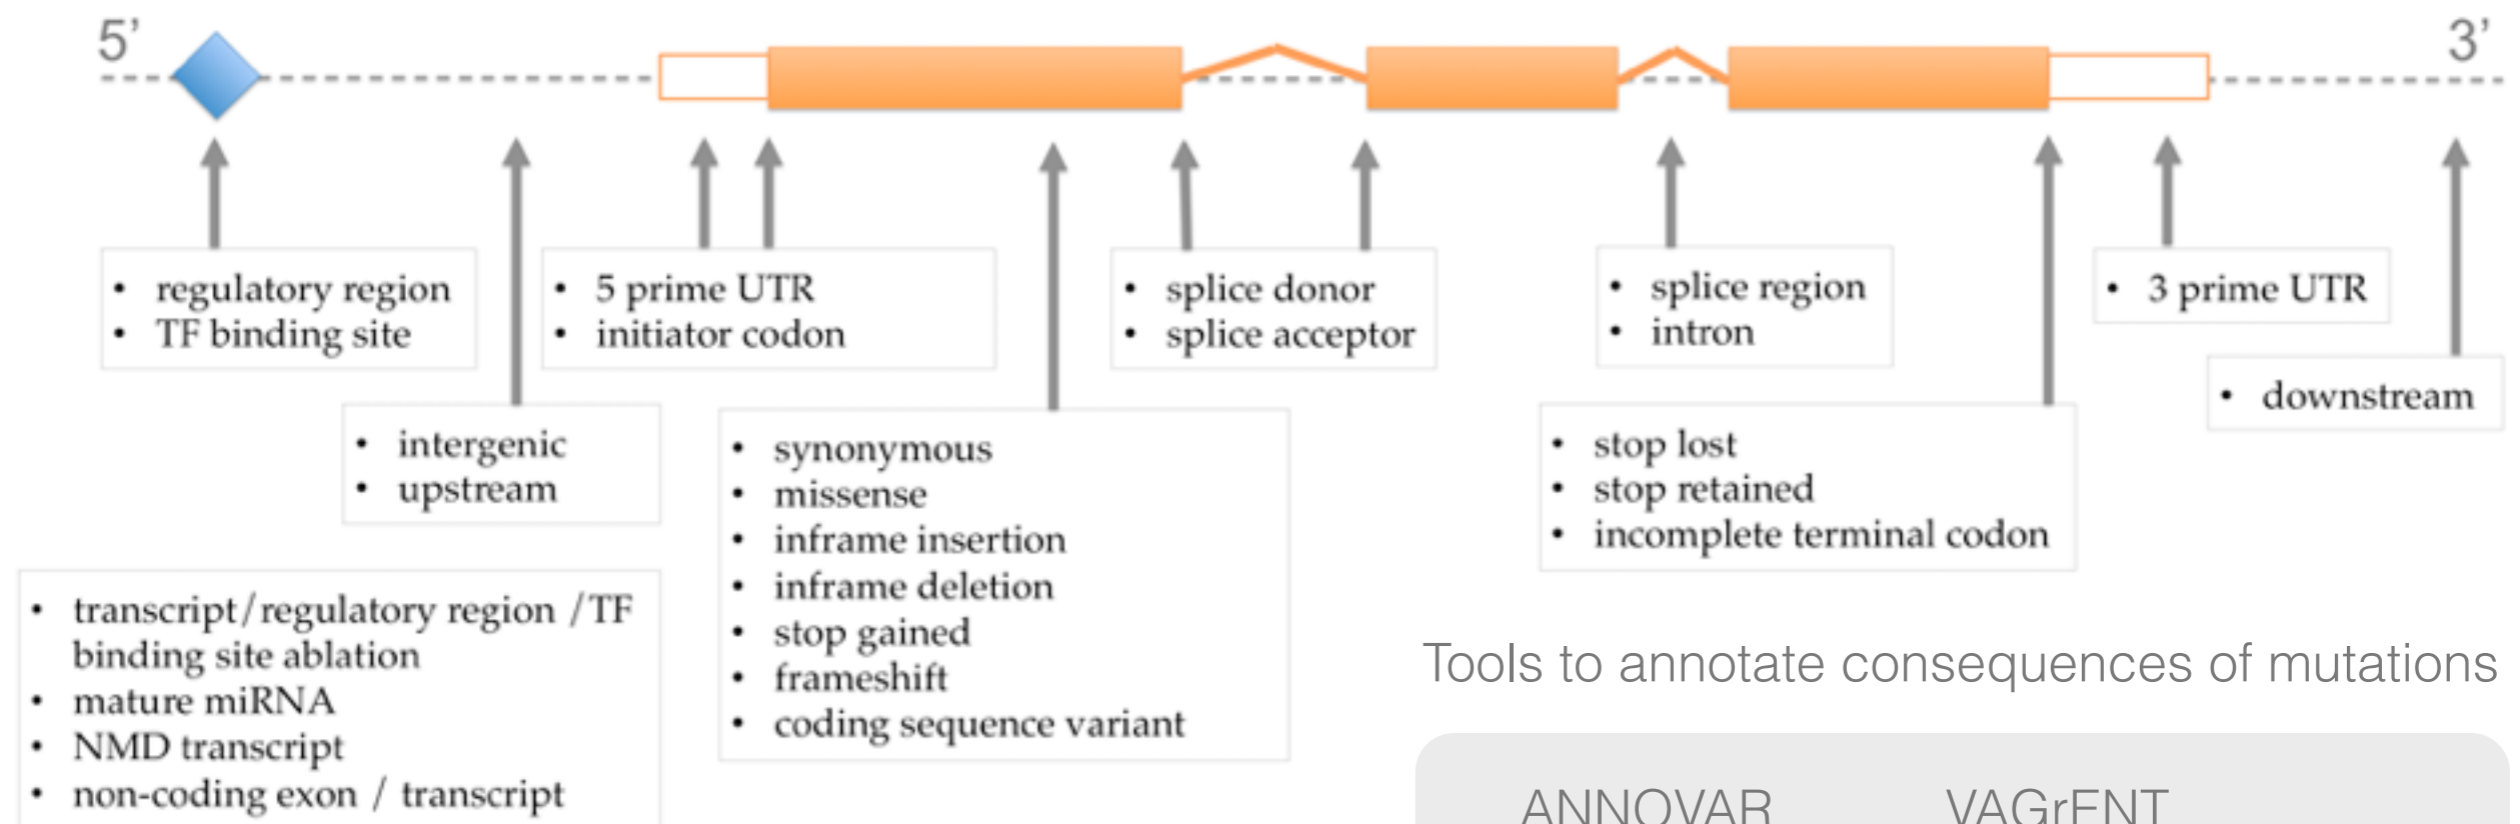 5’
3’
• regulatory region
• TF binding site
• 5 prime UTR
• initiator codon
• splice donor
• splice acceptor
• splice region
• intron
• 3 prime UTR
• downstream
• intergenic
• upstream
• synonymous
• missense
• inframe insertion
• inframe deletion
• stop gained
• frameshift
• coding sequence variant
• stop lost
• stop retained
• incomplete terminal codon
• transcript/regulatory region /TF
binding site ablation
• mature miRNA
• NMD transcript
• non-coding exon / transcript
Tools to annotate consequences of mutations
ANNOVAR VAGrENT